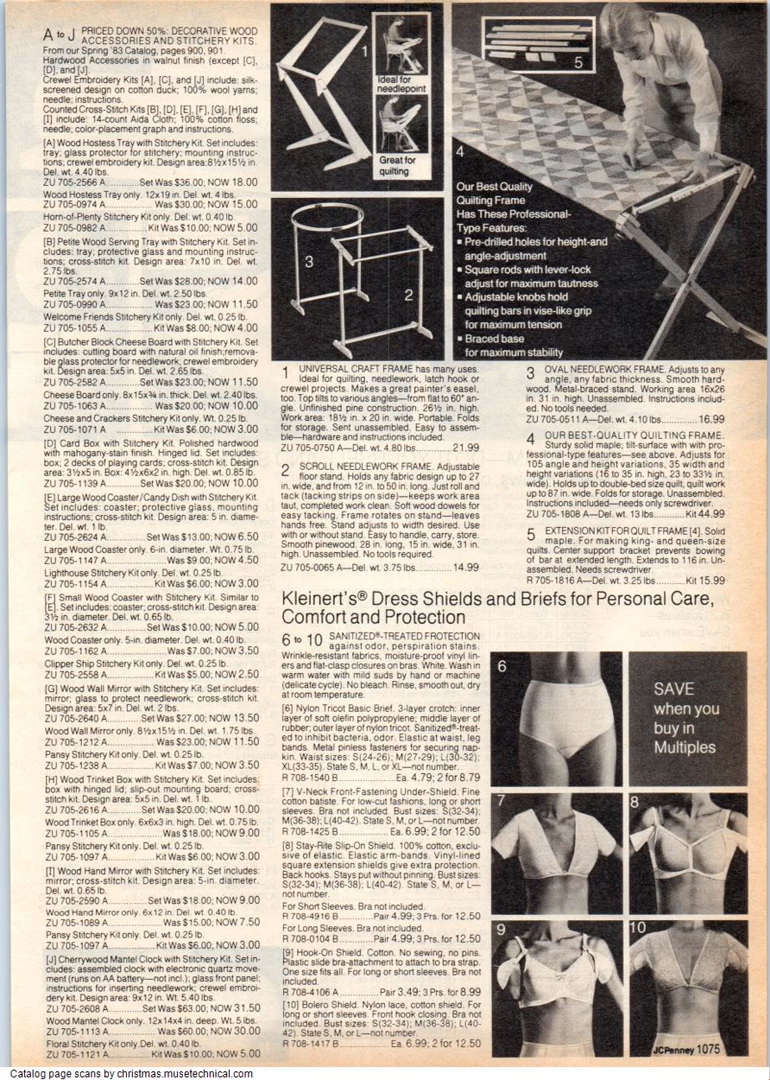 A to J PRICED DOWN 50%: DECORATIVE WOOD
ACCESSORIES AND STITCHERY KITS.
From our Spring '83 Catalog, pages 900, 901.
Hardwood Accessories in walnut finish (except [C],
[D], and [J].
Crewel Embroidery Kits [A], [C], and [J] include: silk-
screened design on cotton duck; 100% wool yarns;
needle; instructions.
Counted Cross-Stitch Kits [B], [D], [E], [F], [G], [H] and
[I] include: 14-count Aida Cloth; 100% cotton floss;
needle; color-placement graph and instructions.
[A] Wood Hostess Tray with Stitchery Kit. Set includes:
tray; glass protector for stitchery; mounting instruc-
tions; crewel embroidery kit. Design area: 8½x15½ in.
Del. wt. 4.40 lbs.
ZU 705-2566 A..............Set Was $36.00; NOW 18.00
Wood Hostess Tray only. 12x19 in. Del. wt. 4 lbs.
ZU 705-0974 A..................Was $30.00; NOW 15.00
Horn-of-Plenty Stitchery Kit only. Del. wt. 0.40 lb.
ZU 705-0982 A................Kit Was $10.00; NOW 5.00
[B] Petite Wood Serving Tray with Stitchery Kit. Set in-
cludes: tray; protective glass and mounting instruc-
tions; cross-stitch kit. Design area: 7x10 in. Del. wt.
2.75 lbs.
ZU 705-2574 A..............Set Was $28.00; NOW 14.00
Petite Tray only. 9x12 in. Del. wt. 2.50 lbs.
ZU 705-0990 A..................Was $23.00; NOW 11.50
Welcome Friends Stitchery Kit only. Del. wt. 0.25 lb.
ZU 705-1055 A................Kit Was $8.00; NOW 4.00
[C] Butcher Block Cheese Board with Stitchery Kit. Set
includes: cutting board with natural oil finish;remova-
ble glass protector for needlework; crewel embroidery
kit. Design area: 5x5 in. Del. wt. 2.65 lbs.
ZU 705-2582 A..............Set Was $23.00; NOW 11.50
Cheese Board only. 8x15x¾ in. thick. Del. wt. 2.40 lbs.
ZU 705-1063 A..................Was $20.00; NOW 10.00
Cheese and Crackers Stitchery Kit only. Wt. 0.25 lb.
ZU 705-1071 A................Kit Was $6.00; NOW 3.00
[D] Card Box with Stitchery Kit. Polished hardwood
with mahogany-stain finish. Hinged lid. Set includes:
box; 2 decks of playing cards; cross-stitch kit. Design
area: 3½x5 in. Box: 4½x6x2 in. high. Del. wt. 0.85 lb.
ZU 705-1139 A..............Set Was $20.00; NOW 10.00
[E] Large Wood Coaster/Candy Dish with Stitchery Kit.
Set includes: coaster; protective glass, mounting
instructions; cross-stitch kit. Design area: 5 in. diame-
ter. Del. wt. 1 lb.
ZU 705-2624 A..............Set Was $13.00; NOW 6.50
Large Wood Coaster only. 6-in. diameter. Wt. 0.75 lb.
ZU 705-1147 A..................Was $9.00; NOW 4.50
Lighthouse Stitchery Kit only. Del. wt. 0.25 lb.
ZU 705-1154 A................Kit Was $6.00; NOW 3.00
[F] Small Wood Coaster with Stitchery Kit. Similar to
[E]. Set includes: coaster; cross-stitch kit. Design area:
3½ in. diameter. Del. wt. 0.65 lb.
ZU 705-2632 A..............Set Was $10.00; NOW 5.00
Wood Coaster only. 5-in. diameter. Del. wt. 0.40 lb.
ZU 705-1162 A..................Was $7.00; NOW 3.50
Clipper Ship Stitchery Kit only. Del. wt. 0.25 lb.
ZU 705-2558 A................Kit Was $5.00; NOW 2.50
[G] Wood Wall Mirror with Stitchery Kit. Set includes:
mirror; glass to protect needlework; cross-stitch kit.
Design area: 5x7 in. Del. wt. 2 lbs.
ZU 705-2640 A..............Set Was $27.00; NOW 13.50
Wood Wall Mirror only. 8½x15½ in. Del. wt. 1.75 lbs.
ZU 705-1212 A..................Was $23.00; NOW 11.50
Pansy Stitchery Kit only. Del. wt. 0.25 lb.
ZU 705-1238 A................Kit Was $7.00; NOW 3.50
[H] Wood Trinket Box with Stitchery Kit. Set includes;
box with hinged lid; slip-out mounting board; cross-
stitch kit. Design area: 5x5 in. Del. wt. 1 lb.
ZU 705-2616 A..............Set Was $20.00; NOW 10.00
Wood Trinket Box only. 6x6x3 in. high. Del. wt. 0.75 lb.
ZU 705-1105 A..................Was $18.00; NOW 9.00
Pansy Stitchery Kit only. Del. wt. 0.25 lb.
ZU 705-1097 A................Kit Was $6.00; NOW 3.00
[I] Wood Hand Mirror with Stitchery Kit. Set includes:
mirror; cross-stitch kit. Design area: 5-in. diameter.
Del. wt. 0.65 lb.
ZU 705-2590 A..............Set Was $18.00; NOW 9.00
Wood Hand Mirror only. 6x12 in. Del. wt. 0.40 lb.
ZU 705-1089 A..................Was $15.00; NOW 7.50
Pansy Stitchery Kit only. Del. wt. 0.25 lb.
ZU 705-1097 A................Kit Was $6.00; NOW 3.00
[J] Cherrywood Mantel Clock with Stitchery Kit. Set in-
cludes: assembled clock with electronic quartz move-
ment (runs on AA battery—not incl.); glass front panel;
instructions for inserting needlework; crewel embroi-
dery kit. Design area: 9x12 in. Wt. 5.40 lbs.
ZU 705-2608 A..............Set Was $63.00; NOW 31.50
Wood Mantel Clock only. 12x14x4 in. deep. Wt. 5 lbs.
ZU 705-1113 A..................Was $60.00; NOW 30.00
Floral Stitchery Kit only. Del. wt. 0.40 lb.
ZU 705-1121 A................Kit Was $10.00; NOW 5.00
1
Ideal for
needlepoint
Great for
quilting
3
2
5
4
Our Best Quality
Quilting Frame
Has These Professional-
Type Features:
▪ Pre-drilled holes for height-and
angle-adjustment
▪ Square rods with lever-lock
adjust for maximum tautness
▪ Adjustable knobs hold
quilting bars in vise-like grip
for maximum tension
▪ Braced base
for maximum stability
1 UNIVERSAL CRAFT FRAME has many uses.
Ideal for quilting, needlework, latch hook or
crewel projects. Makes a great painter's easel,
too. Top tilts to various angles—from flat to 60° an-
gle. Unfinished pine construction. 26½ in. high.
Work area: 18½ in. x 20 in. wide. Portable. Folds
for storage. Sent unassembled. Easy to assem-
ble—hardware and instructions included.
ZU 705-0750 A—Del. wt. 4.80 lbs..............21.99
2 SCROLL NEEDLEWORK FRAME. Adjustable
floor stand. Holds any fabric design up to 27
in. wide, and from 12 in. to 50 in. long. Just roll and
tack (tacking strips on side)—keeps work area
taut, completed work clean. Soft wood dowels for
easy tacking. Frame rotates on stand—leaves
hands free. Stand adjusts to width desired. Use
with or without stand. Easy to handle, carry, store.
Smooth pinewood. 28 in. long, 15 in. wide, 31 in.
high. Unassembled. No tools required.
ZU 705-0065 A—Del. wt. 3.75 lbs..............14.99
3 OVAL NEEDLEWORK FRAME. Adjusts to any
angle, any fabric thickness. Smooth hard-
wood. Metal-braced stand. Working area 16x26
in. 31 in. high. Unassembled. Instructions includ-
ed. No tools needed.
ZU 705-0511 A—Del. wt. 4.10 lbs..............16.99
4 OUR BEST-QUALITY QUILTING FRAME.
Sturdy solid maple; tilt-surface with with pro-
fessional-type features—see above. Adjusts for
105 angle and height variations, 35 width and
height variations (16 to 35 in. high, 23 to 33½ in.
wide). Holds up to double-bed size quilt, quilt work
up to 87 in. wide. Folds for storage. Unassembled.
Instructions included—needs only screwdriver.
ZU 705-1808 A—Del. wt. 13 lbs..........Kit 44.99
5 EXTENSION KIT FOR QUILT FRAME [4]. Solid
maple. For making king- and queen-size
quilts. Center support bracket prevents bowing
of bar at extended length. Extends to 116 in. Un-
assembled. Needs screwdriver.
R 705-1816 A—Del. wt. 3.25 lbs..........Kit 15.99
Kleinert's® Dress Shields and Briefs for Personal Care,
Comfort and Protection
6 to 10 SANITIZED®-TREATED PROTECTION
against odor, perspiration stains.
Wrinkle-resistant fabrics, moisture-proof vinyl lin-
ers and flat-clasp closures on bras. White. Wash in
warm water with mild suds by hand or machine
(delicate cycle). No bleach. Rinse, smooth out, dry
at room temperature.
[6] Nylon Tricot Basic Brief. 3-layer crotch: inner
layer of soft olefin polypropylene; middle layer of
rubber; outer layer of nylon tricot. Sanitized®-treat-
ed to inhibit bacteria, odor. Elastic at waist, leg
bands. Metal pinless fasteners for securing nap-
kin. Waist sizes: S(24-26); M(27-29); L(30-32);
XL(33-35). State S, M, L, or XL—not number.
R 708-1540 B................Ea. 4.79; 2 for 8.79
[7] V-Neck Front-Fastening Under-Shield. Fine
cotton batiste. For low-cut fashions, long or short
sleeves. Bra not included. Bust sizes: S(32-34);
M(36-38); L(40-42). State S, M, or L—not number.
R 708-1425 B................Ea. 6.99; 2 for 12.50
[8] Stay-Rite Slip-On Shield. 100% cotton, exclu-
sive of elastic. Elastic arm-bands. Vinyl-lined
square extension shields give extra protection.
Back hooks. Stays put without pinning. Bust sizes:
S(32-34); M(36-38); L(40-42). State S, M, or L—
not number.
For Short Sleeves. Bra not included.
R 708-4916 B..............Pair 4.99; 3 Prs. for 12.50
For Long Sleeves. Bra not included.
R 708-0104 B..............Pair 4.99; 3 Prs. for 12.50
[9] Hook-On Shield. Cotton. No sewing, no pins.
Plastic slide bra-attachment to attach to bra strap.
One size fits all. For long or short sleeves. Bra not
included.
R 708-4106 A..............Pair 3.49; 3 Prs. for 8.99
[10] Bolero Shield. Nylon lace, cotton shield. For
long or short sleeves. Front hook closing. Bra not
included. Bust sizes: S(32-34); M(36-38); L(40-
42). State S, M, or L—not number.
R 708-1417 B................Ea. 6.99; 2 for 12.50
6
SAVE
when you
buy in
Multiples
7
8
9
10
JCPenney 1075
Catalog page scans by christmas.musetechnical.com